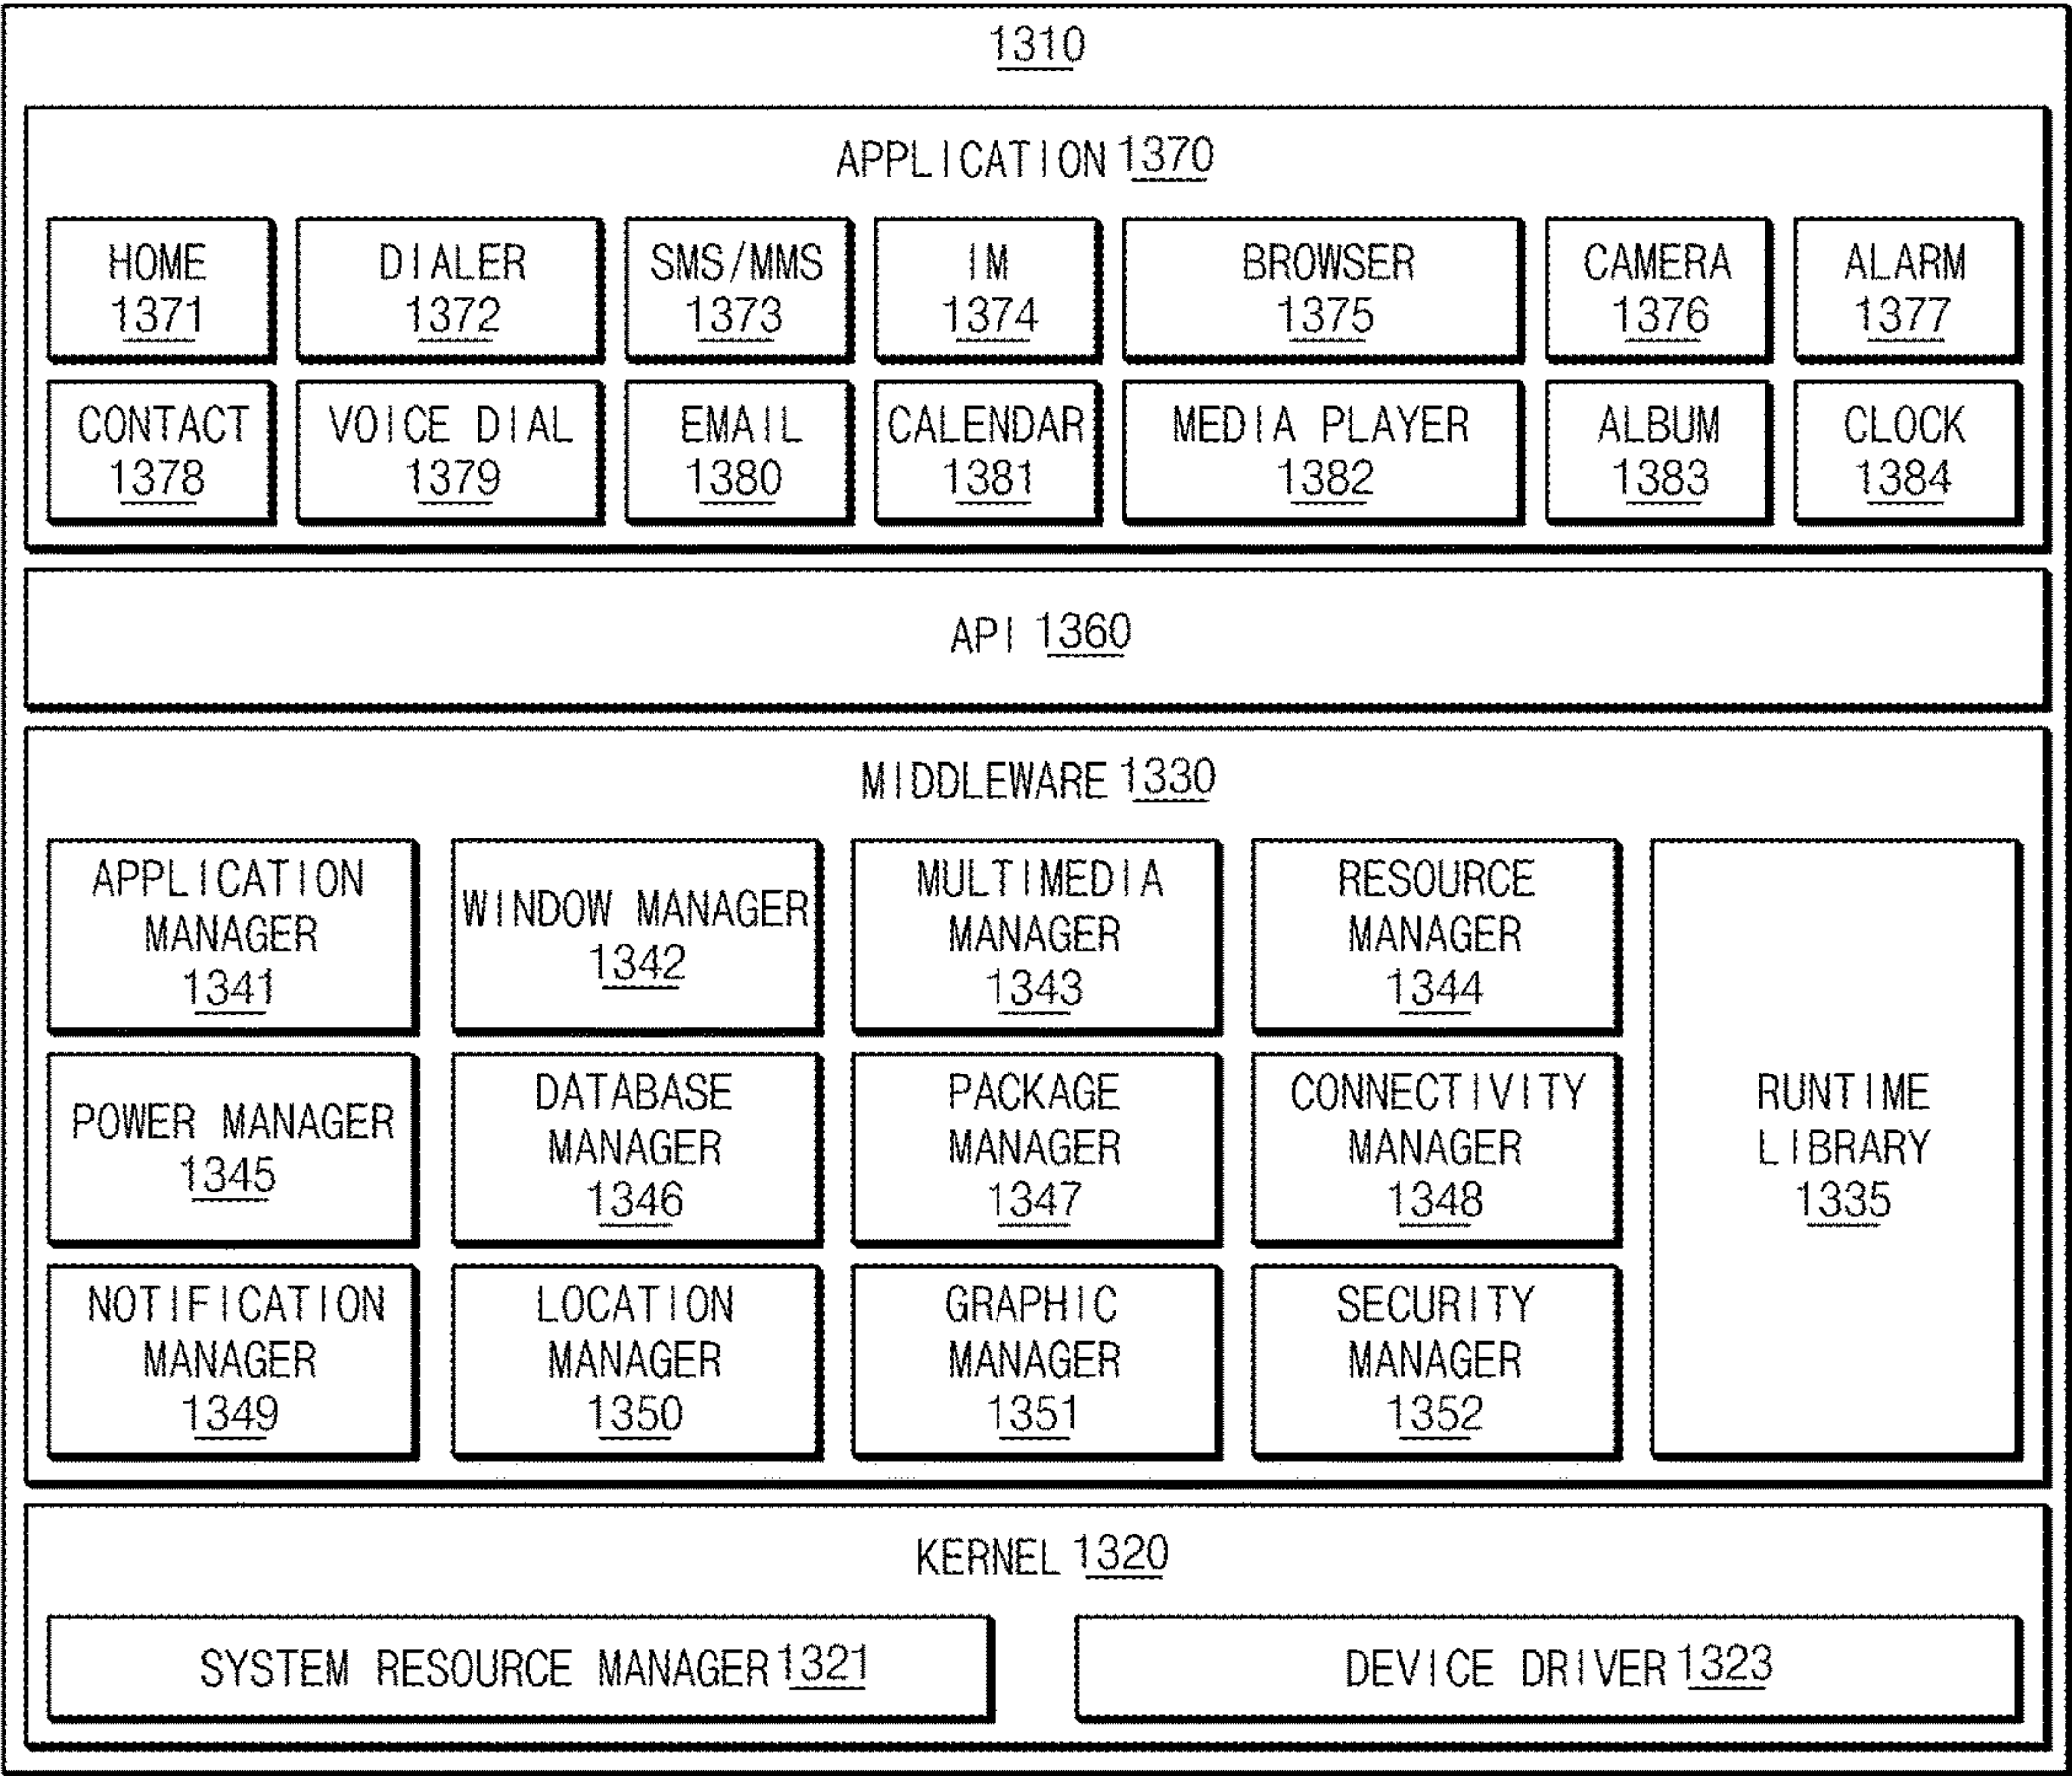 1310
APPLICATION 1370
HOME
1371
DIALER
1372
SMS/MMS
1373
IM
1374
BROWSER
1375
CAMERA
1376
ALARM
1377
CONTACT
1378
VOICE DIAL
1379
EMAIL
1380
CALENDAR
1381
MEDIA PLAYER
1382
ALBUM
1383
CLOCK
1384
API 1360
MIDDLEWARE 1330
APPLICATION
MANAGER
1341
WINDOW MANAGER
1342
MULTIMEDIA
MANAGER
1343
RESOURCE
MANAGER
1344
POWER MANAGER
1345
DATABASE
MANAGER
1346
PACKAGE
MANAGER
1347
CONNECTIVITY
MANAGER
1348
RUNTIME
LIBRARY
1335
NOTIFICATION
MANAGER
1349
LOCATION
MANAGER
1350
GRAPHIC
MANAGER
1351
SECURITY
MANAGER
1352
KERNEL 1320
SYSTEM RESOURCE MANAGER 1321
DEVICE DRIVER 1323